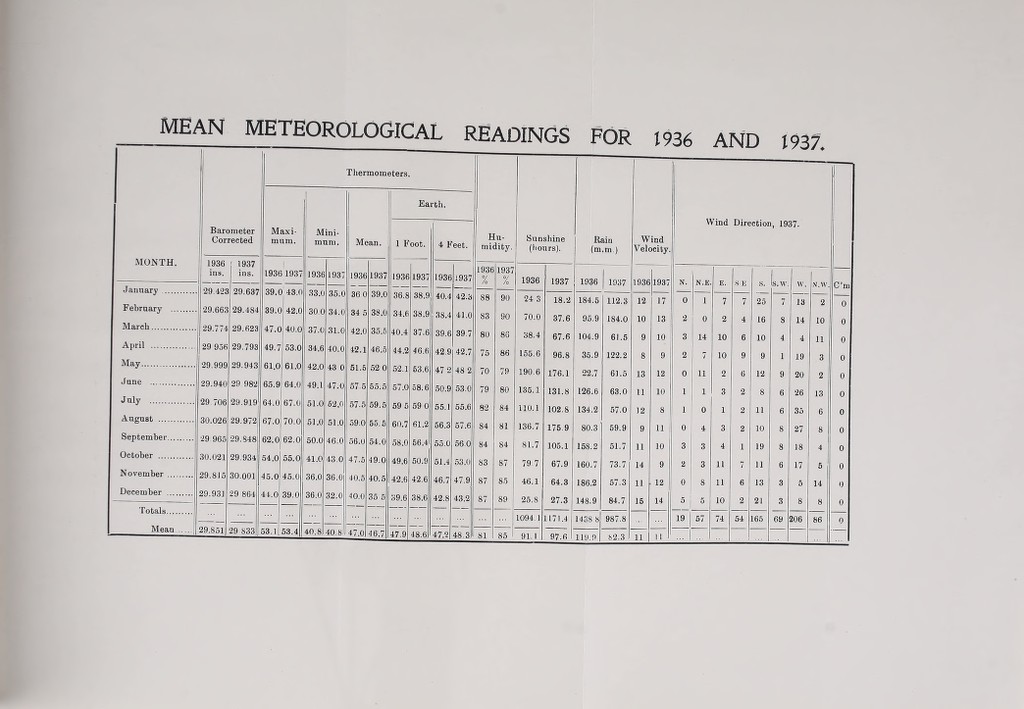 MEAN METEOROLOGICAL READINGS FOR 1936 AND 1937.
Thermometers.
Earth.
Wind Direction, 1937.
Barometer Corrected Maxi-mum. Mini-mum. Mean. 1 Foot. 4 Feet. Hu-midity. Sunshine (hours). Rain (m.m.) Wind Velocity.
MONTH. 1936 ins. 1937 ins. 1936 1937 1936 1937 1936 1937 1936 1937 1936 1937 1936 % 1937 % 1936 1937 1936 1937 1936 1937 N. N.E. E. S E S. S.W. W. N.W. C'm
January 29.423 29.637 39.0 43.0 33.0 35.0 36 0 39.0 36.8 38.9 40.4 42.3 88 90 24 3 18.2 184.5 112.3 12 17 0 1 7 7 25 7 13 2 0
February 29.663 29.484 39.0 42.0 30.0 34.0 34 5 38.0 34.6 38.9 38.4 41.0 83 90 70.0 37.6 95.9 184.0 10 13 2 0 2 4 16 8 14 10 0
March 29.774 29.623 47.0 40.0 37.0 31.0 42.0 35.5 40.4 37.6 39.6 39.7 80 86 38.4 67.6 104.9 61.5 9 10 3 14 10 6 10 4 4 11 0
April 29 956 29.793 49.7 53.0 34.6 40.0 42.1 46.5 44.2 46.6 42.9 42.7 75 86 155.6 96.8 35.9 122.2 8 9 2 7 10 9 9 1 19 3 0
May 29.999 29.943 61.0 61.0 42.0 43 0 51.5 52 0 52.1 53.6 47 2 48 2 70 79 190.6 176.1 22.7 61.5 13 12 0 11 2 6 12 9 20 2 0
June 29.940 29 982 65.9 64.0 49.1 47.0 57.5 55.5 57.0 58.6 50.9 53.0 79 80 135.1 131.8 126.6 63.0 11 10 1 1 3 2 8 6 26 13 0
July 29 706 29.919 64.0 67.0 51.0 52.0 57.5 59.5 59 5 59 0 55.1 55.6 82 84 110.1 102.8 134.2 57.0 12 8 1 0 1 2 11 6 35 6 0
August 30.026 29.972 67.0 70.0 51.0 51.0 59.0 55.5 60.7 61.2 56.3 57.6 84 81 136.7 175.9 80.3 59.9 9 11 0 4 3 2 10 8 27 8 0
September 29 965 29.848 62.0 62.0 50.0 46.0 56.0 54.0 58.0 56.4 55.0 56.0 84 84 81.7 105.1 158.2 51.7 11 10 3 3 4 1 19 8 18 4 0
October 30.021 29.934 54.0 55.0 41.0 43.0 47.5 49.0 49.6 50.9 51.4 53.0 83 87 79.7 67.9 160.7 73.7 14 9 2 3 11 7 11 6 17 5 0
November 29.815 30.001 45.0 45.0 36.0 36.0 40.5 40.5 42.6 42.6 46.7 47.9 87 85 46.1 64.3 186.2 57.3 11 12 0 8 11 6 13 3 5 14 0
December 29.931 29 864 44.0 39.0 36.0 32.0 40.0 35 5 39.6 38.6 42.8 43.2 87 89 25.8 27.3 148.9 84.7 15 14 5 5 10 2 21 3 8 8 0
Totals ... ... ... ... ... ... ... ... ... ... ... ... ... ... 1094 1 1171.4 1438 8 987.8 ... ... 19 57 74 54 165 69 206 86 0
Mean 29.851 29 833 53.1 53.4 40.8 40.8 47.0 46.7 47.9 48.6 47.2 48.3 81 85 91.1 97.6 119.9 82.3 11 11 ... ... ... ... ... ... ... ... ...